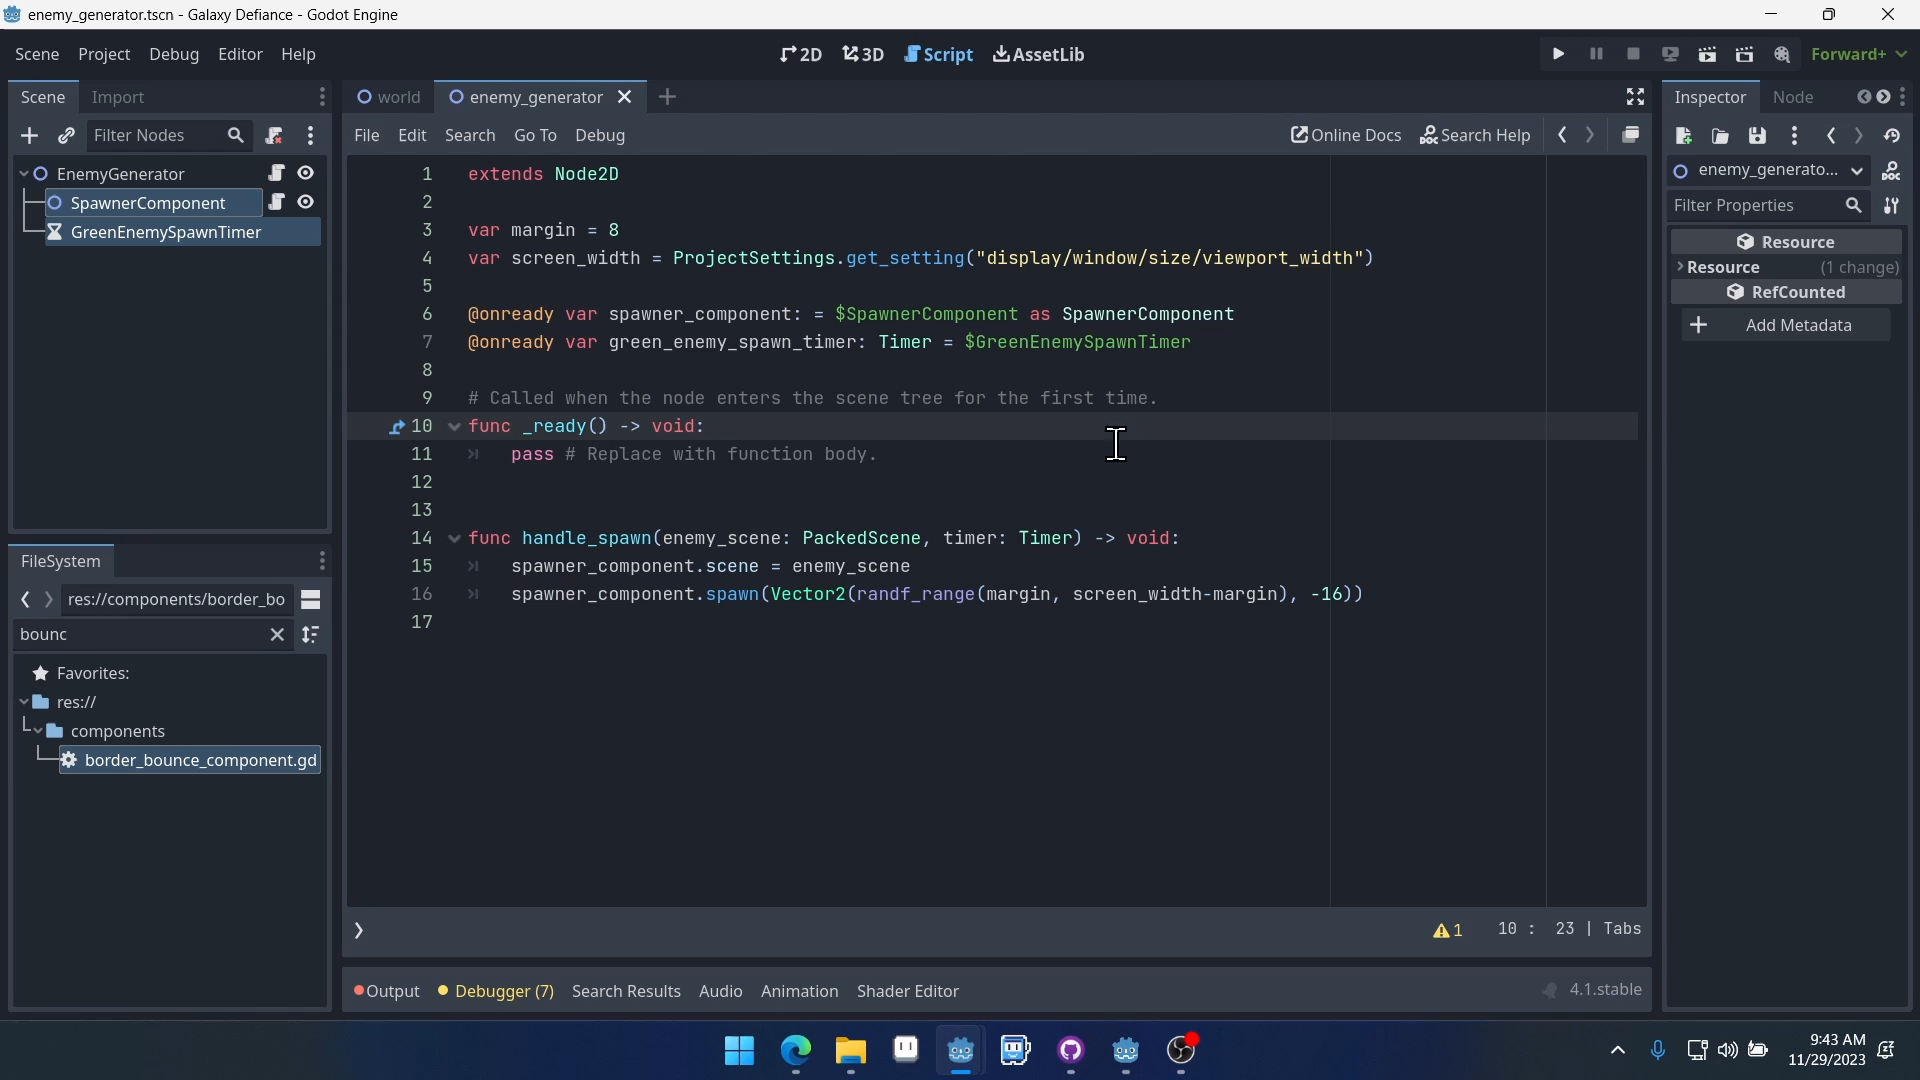 enemy_generator.tscn - Galaxy Defiance - Godot Engine
Scene Project Debug Editor Help
2D 3D Script AssetLib
Forward+
Scene Import
world enemy_generator
Inspector Node
Filter Nodes
File Edit Search Go To Debug
Online Docs Search Help
EnemyGenerator
SpawnerComponent
GreenEnemySpawnTimer
enemy_generato...
Filter Properties
Resource
Resource (1 change)
RefCounted
Add Metadata
1 extends Node2D
2
3 var margin = 8
4 var screen_width = ProjectSettings.get_setting("display/window/size/viewport_width")
5
6 @onready var spawner_component: = $SpawnerComponent as SpawnerComponent
7 @onready var green_enemy_spawn_timer: Timer = $GreenEnemySpawnTimer
8
9 # Called when the node enters the scene tree for the first time.
10 func _ready() -> void:
11 pass # Replace with function body.
12
13
14 func handle_spawn(enemy_scene: PackedScene, timer: Timer) -> void:
15 spawner_component.scene = enemy_scene
16 spawner_component.spawn(Vector2(randf_range(margin, screen_width-margin), -16))
17
FileSystem
res://components/border_bo
bounc
Favorites:
res://
components
border_bounce_component.gd
1 10 : 23 | Tabs
Output Debugger (7) Search Results Audio Animation Shader Editor
4.1.stable
9:43 AM
11/29/2023